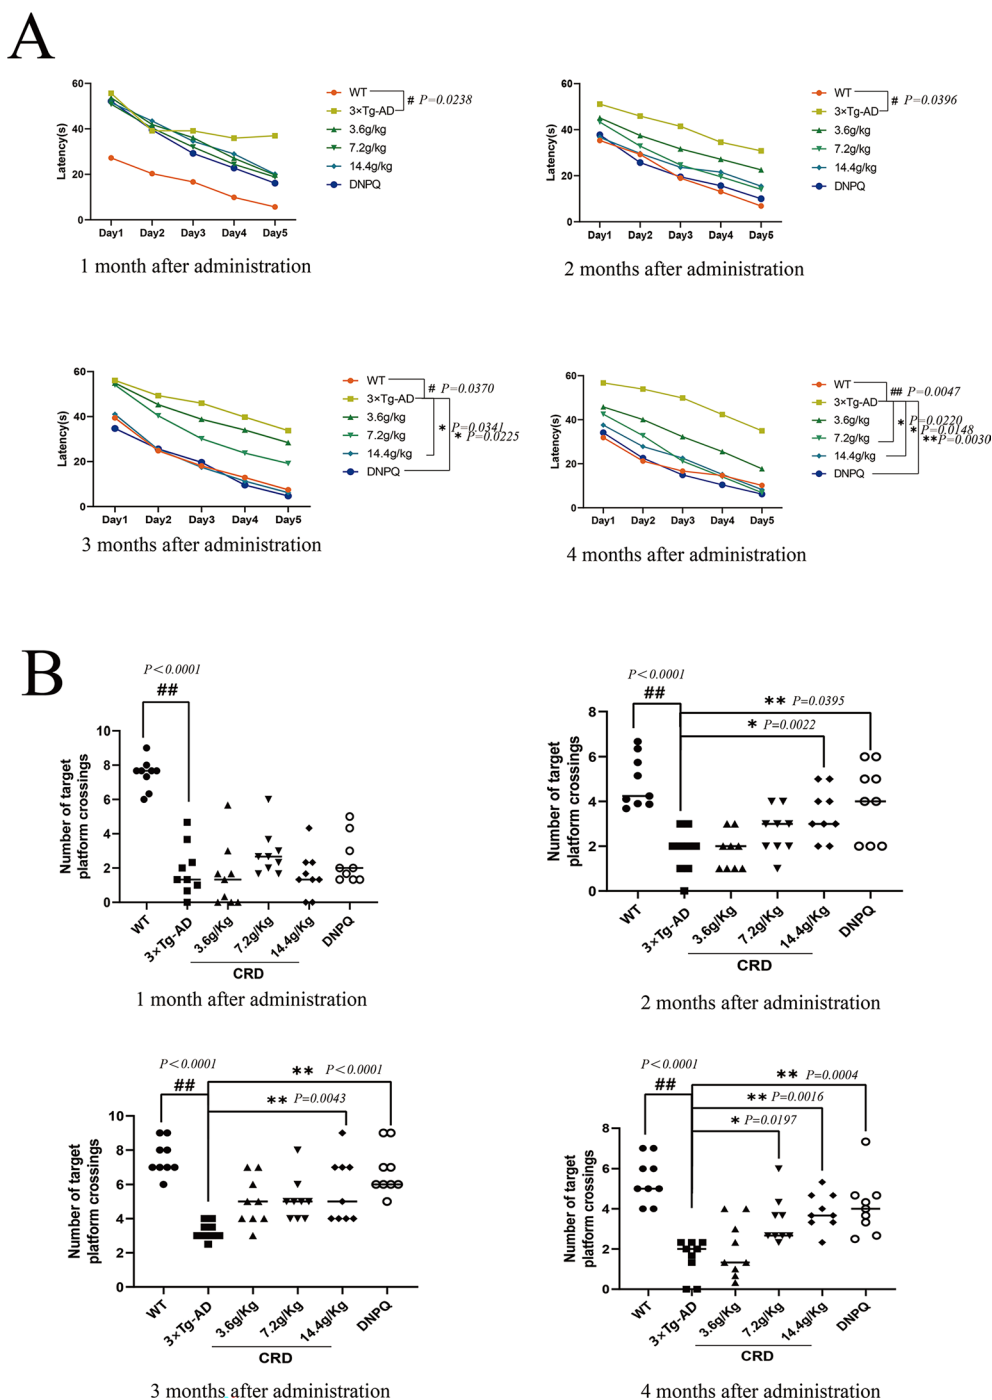 A
Latency(s)
60
40
20
0
Day1 Day2 Day3 Day4 Day5
WT
3×Tg-AD
3.6g/kg
7.2g/kg
14.4g/kg
DNPQ
# P=0.0238
1 month after administration
Latency(s)
60
40
20
0
Day1 Day2 Day3 Day4 Day5
WT
3×Tg-AD
3.6g/kg
7.2g/kg
14.4g/kg
DNPQ
# P=0.0396
2 months after administration
Latency(s)
60
40
20
0
Day1 Day2 Day3 Day4 Day5
WT
3×Tg-AD
3.6g/kg
7.2g/kg
14.4g/kg
DNPQ
# P=0.0370
* P=0.0341
* P=0.0225
3 months after administration
Latency(s)
60
40
20
0
Day1 Day2 Day3 Day4 Day5
WT
3×Tg-AD
3.6g/kg
7.2g/kg
14.4g/kg
DNPQ
## P=0.0047
* P=0.0220
* P=0.0148
** P=0.0030
4 months after administration
B
P<0.0001
##
Number of target
platform crossings
10
8
6
4
2
0
WT 3×Tg-AD 3.6g/Kg 7.2g/Kg 14.4g/Kg DNPQ
CRD
1 month after administration
P<0.0001
##
** P=0.0395
* P=0.0022
Number of target
platform crossings
8
6
4
2
0
WT 3×Tg-AD 3.6g/Kg 7.2g/Kg 14.4g/Kg DNPQ
CRD
2 months after administration
P<0.0001
##
** P<0.0001
** P=0.0043
Number of target
platform crossings
10
8
6
4
2
0
WT 3×Tg-AD 3.6g/Kg 7.2g/Kg 14.4g/Kg DNPQ
CRD
3 months after administration
P<0.0001
##
** P=0.0004
** P=0.0016
* P=0.0197
Number of target
platform crossings
8
6
4
2
0
WT 3×Tg-AD 3.6g/Kg 7.2g/Kg 14.4g/Kg DNPQ
CRD
4 months after administration